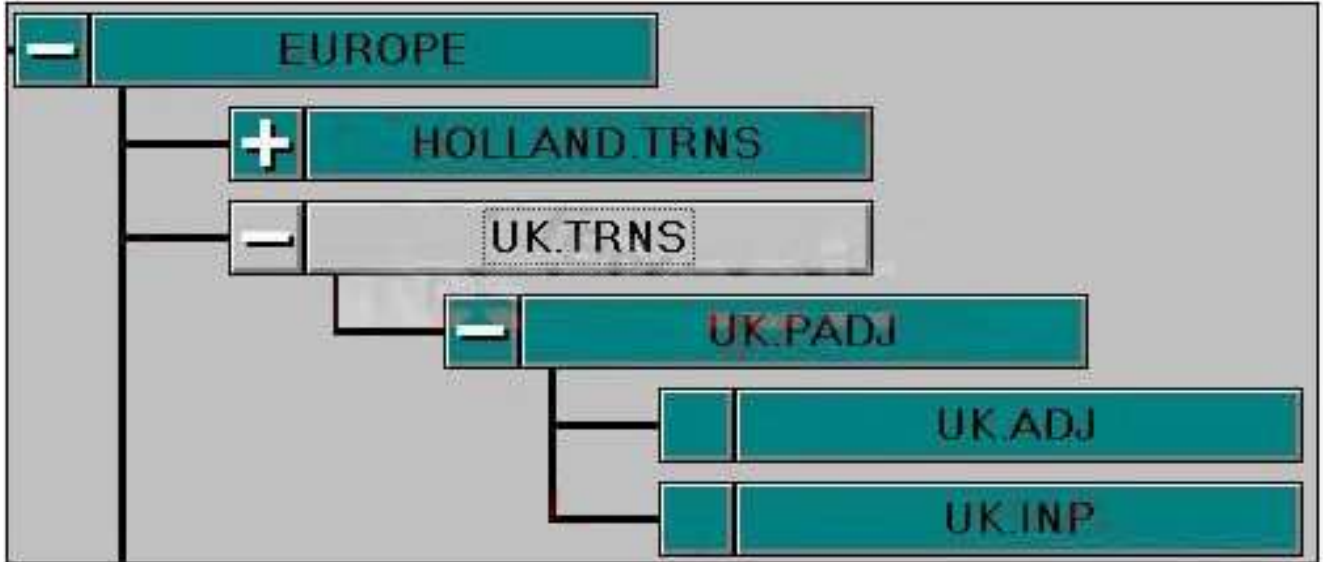 EUROPE
HOLLAND.TRNS
UK.TRNS
UK.PADJ
UK.ADJ
UK.INP